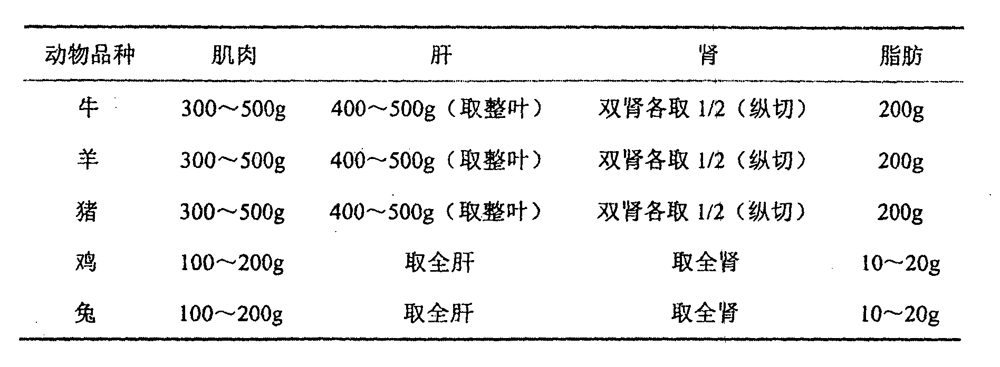 动物品种 肌肉 肝 肾 脂肪
牛 300～500g 400～500g（取整叶） 双肾各取 1/2（纵切） 200g
羊 300～500g 400～500g（取整叶） 双肾各取 1/2（纵切） 200g
猪 300～500g 400～500g（取整叶） 双肾各取 1/2（纵切） 200g
鸡 100～200g 取全肝 取全肾 10～20g
兔 100～200g 取全肝 取全肾 10～20g